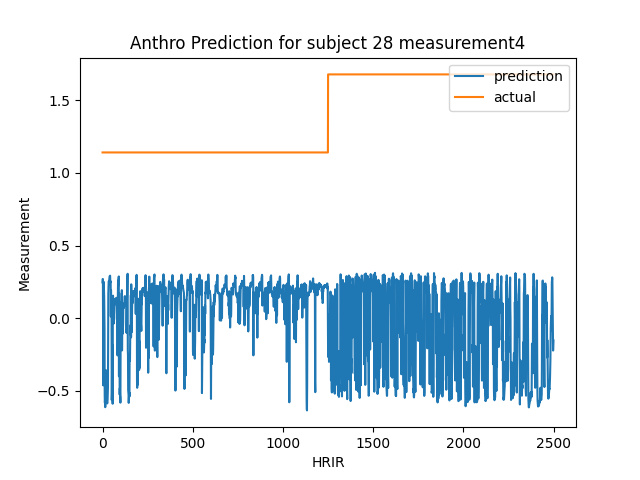 Anthro Prediction for subject 28 measurement4
prediction
actual
Measurement
1.5
1.0
0.5
0.0
−0.5
0
500
1000
1500
2000
2500
HRIR